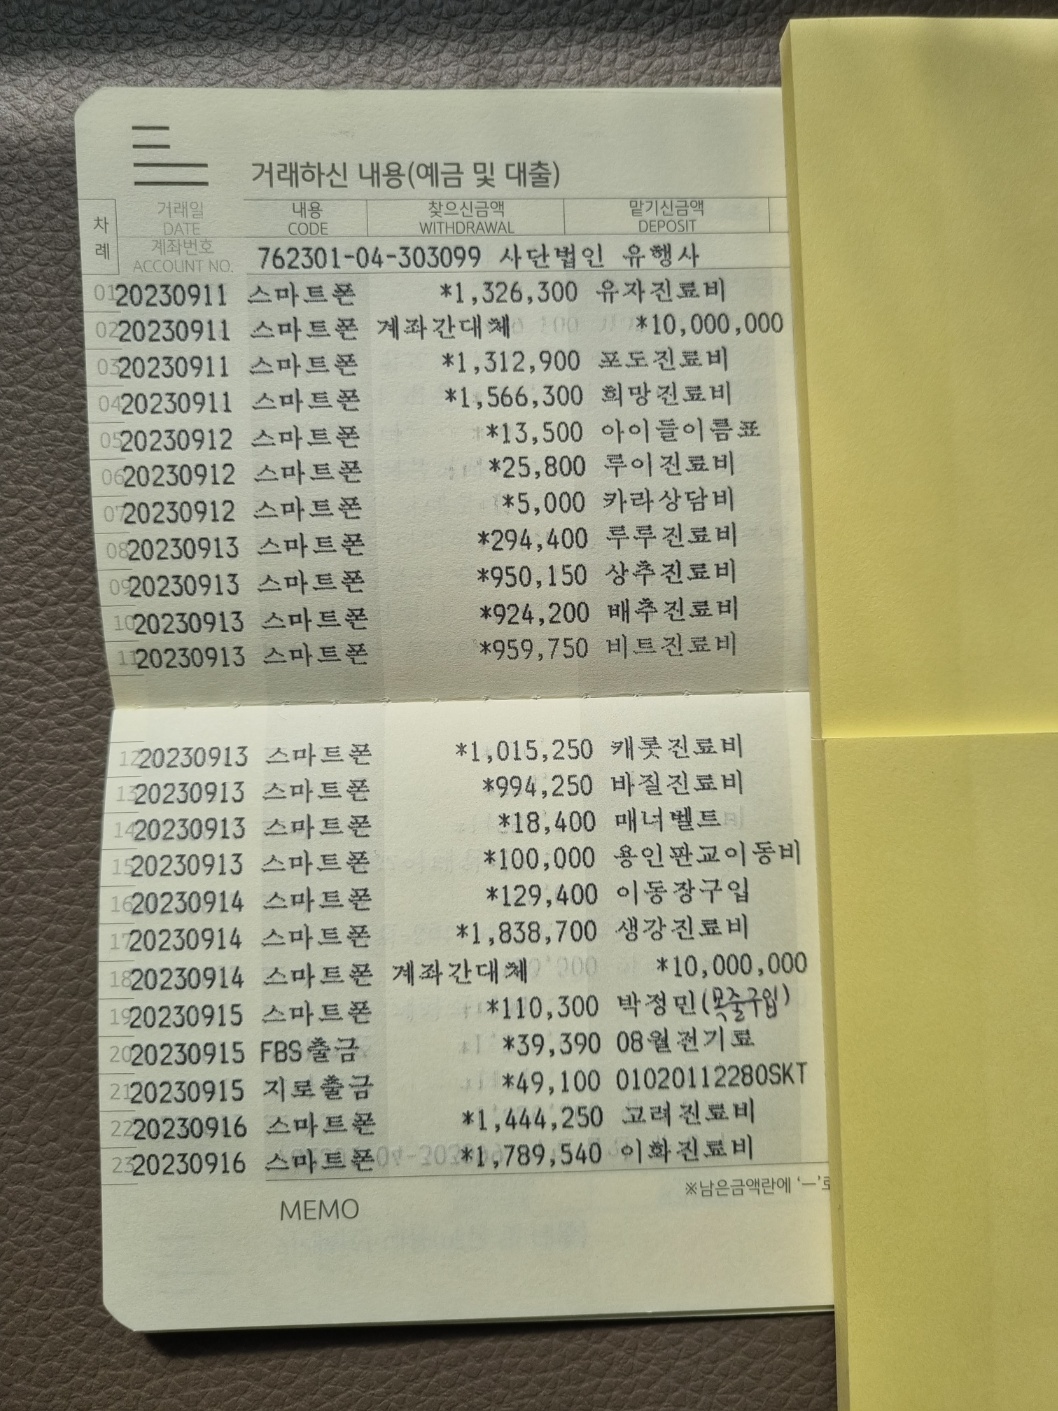 거래하신 내용(예금 및 대출)
차례 거래일 내용 찾으신금액 맡기신금액
DATE CODE WITHDRAWAL DEPOSIT
계좌번호
ACCOUNT NO. 762301-04-303099 사단법인 유행사
01 20230911 스마트폰 *1,326,300 유자진료비
02 20230911 스마트폰 계좌간대체 *10,000,000
03 20230911 스마트폰 *1,312,900 포도진료비
04 20230911 스마트폰 *1,566,300 희망진료비
05 20230912 스마트폰 *13,500 아이들이름표
06 20230912 스마트폰 *25,800 루이진료비
07 20230912 스마트폰 *5,000 카라상담비
08 20230913 스마트폰 *294,400 루루진료비
09 20230913 스마트폰 *950,150 상추진료비
10 20230913 스마트폰 *924,200 배추진료비
11 20230913 스마트폰 *959,750 비트진료비
12 20230913 스마트폰 *1,015,250 캐롯진료비
13 20230913 스마트폰 *994,250 바질진료비
14 20230913 스마트폰 *18,400 매너벨트
15 20230913 스마트폰 *100,000 용인판교이동비
16 20230914 스마트폰 *129,400 이동장구입
17 20230914 스마트폰 *1,838,700 생강진료비
18 20230914 스마트폰 계좌간대체 *10,000,000
19 20230915 스마트폰 *110,300 박정민(목줄구입)
20 20230915 FBS출금 *39,390 08월전기료
21 20230915 지로출금 *49,100 01020112280SKT
22 20230916 스마트폰 *1,444,250 고려진료비
23 20230916 스마트폰 *1,789,540 이화진료비
※남은금액란에 ‘—’로
MEMO